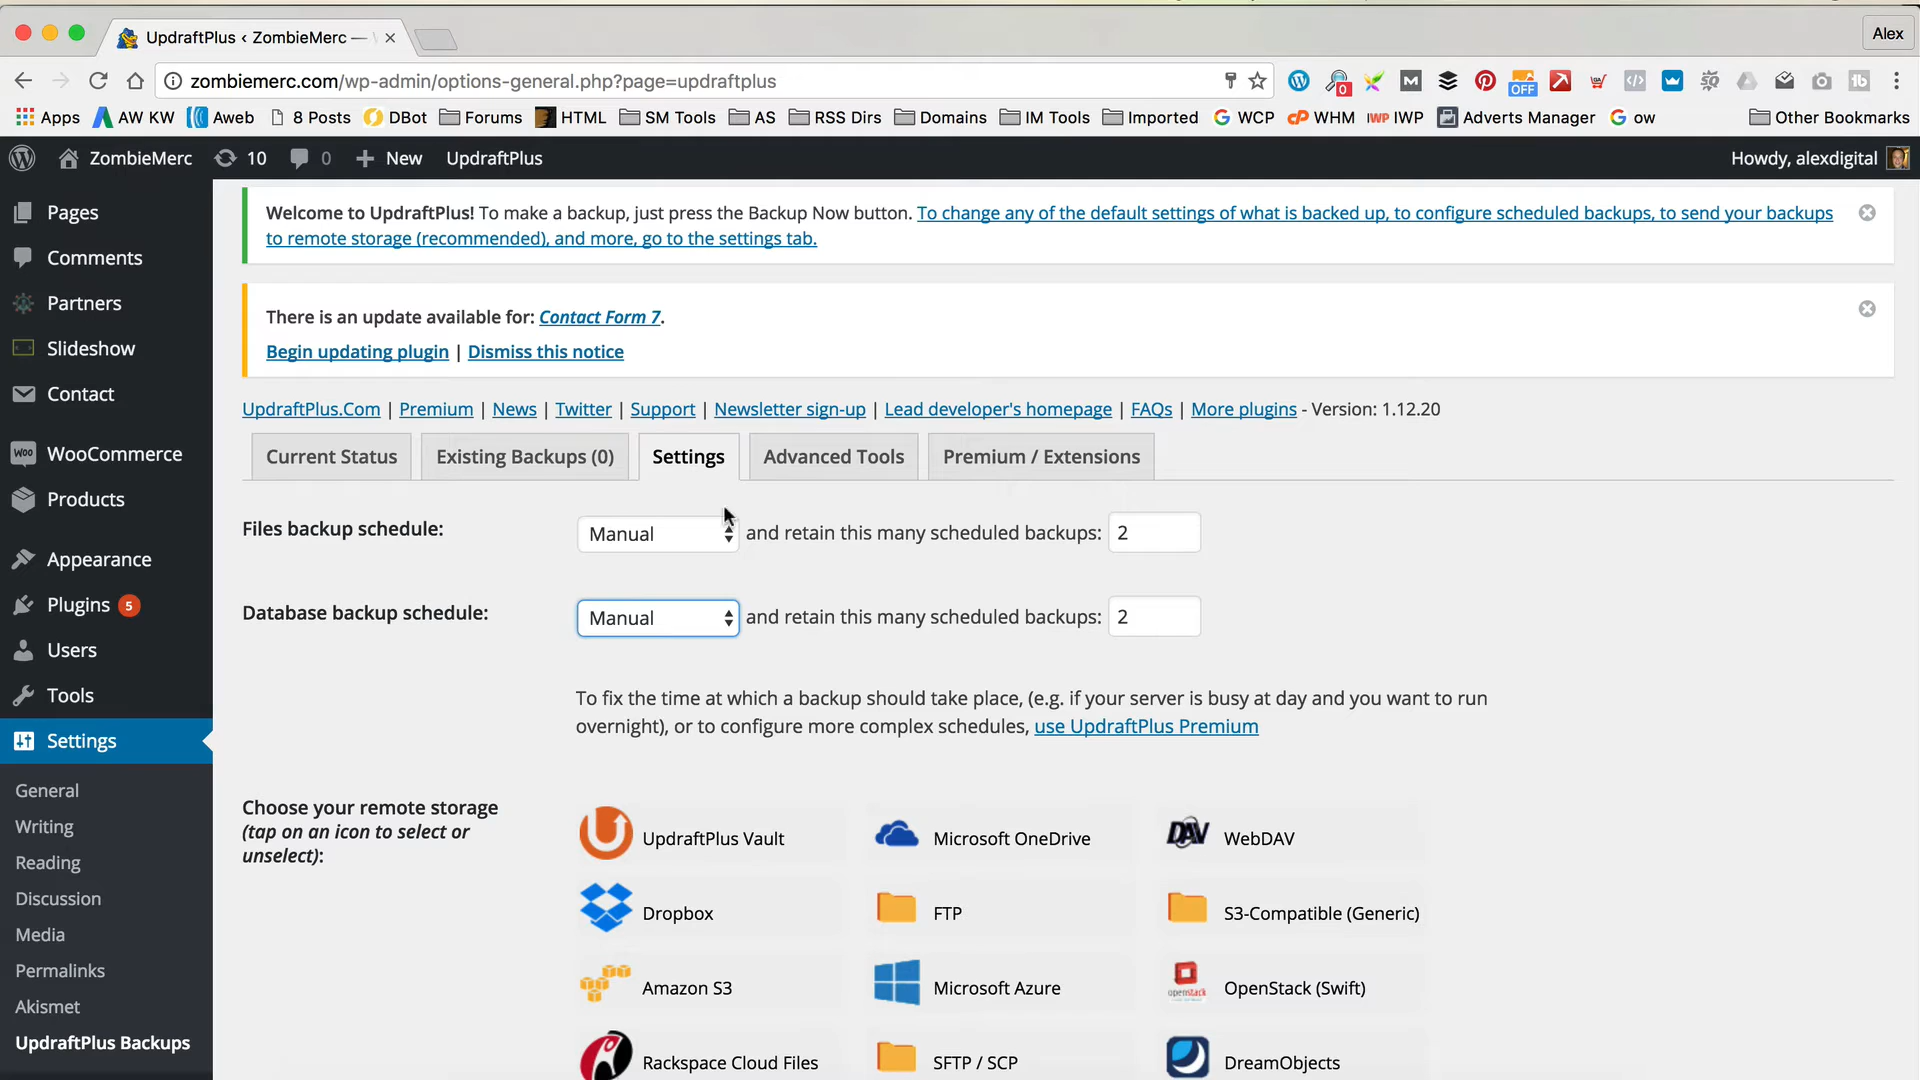 UpdraftPlus ‹ ZombieMerc —
Alex
zombiemerc.com/wp-admin/options-general.php?page=updraftplus
0
OFF
Apps AW KW Aweb 8 Posts DBot Forums HTML SM Tools AS RSS Dirs Domains IM Tools Imported WCP WHM IWP IWP Adverts Manager ow Other Bookmarks
ZombieMerc 10 0 New UpdraftPlus Howdy, alexdigital
Pages
Comments
Partners
Slideshow
Contact
WOO WooCommerce
Products
Appearance
Plugins 5
Users
Tools
Settings
General
Writing
Reading
Discussion
Media
Permalinks
Akismet
UpdraftPlus Backups
Welcome to UpdraftPlus! To make a backup, just press the Backup Now button. To change any of the default settings of what is backed up, to configure scheduled backups, to send your backups
to remote storage (recommended), and more, go to the settings tab.
There is an update available for: Contact Form 7.
Begin updating plugin | Dismiss this notice
UpdraftPlus.Com | Premium | News | Twitter | Support | Newsletter sign-up | Lead developer's homepage | FAQs | More plugins - Version: 1.12.20
Current Status Existing Backups (0) Settings Advanced Tools Premium / Extensions
Files backup schedule: Manual and retain this many scheduled backups: 2
Database backup schedule: Manual and retain this many scheduled backups: 2
To fix the time at which a backup should take place, (e.g. if your server is busy at day and you want to run
overnight), or to configure more complex schedules, use UpdraftPlus Premium
Choose your remote storage
(tap on an icon to select or
unselect):
UpdraftPlus Vault Microsoft OneDrive DAV WebDAV
Dropbox FTP S3-Compatible (Generic)
Amazon S3 Microsoft Azure openstack OpenStack (Swift)
Rackspace Cloud Files SFTP / SCP DreamObjects